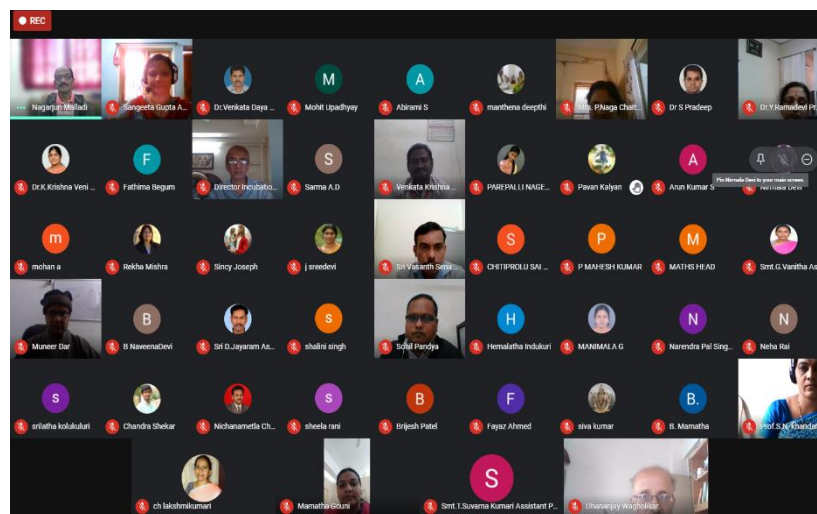 REC
Nagarjun Malladi
Sangeeta Gupta A...
Dr.Venkata Daya ...
M
Mohit Upadhyay
A
Abirami S
manthena deepthi
Mrs. P.Naga Chait...
Dr S Pradeep
Dr.Y.Ramadevi Pr...
Dr.K.Krishna Veni ...
F
Fathima Begum
Director Incubatio...
S
Sarma A.D
Venkata Krishna ...
PAREPALLI NAGE...
Pavan Kalyan
A
Arun Kumar S
Pin Nirmala Devi to your main screen.
Nirmala Devi
m
mohan a
Rekha Mishra
Sincy Joseph
j sreedevi
Sri Vasanth Sena ...
S
CHITIPROLU SAI ...
P
P MAHESH KUMAR
M
MATHS HEAD
Smt.G.Vanitha As
Muneer Dar
B
B NaveenaDevi
Sri D.Jayaram As...
s
shalini singh
Sohil Pandya
H
Hemalatha Indukuri
MANIMALA G
N
Narendra Pal Sing...
N
Neha Rai
s
srilatha kolukuluri
Chandra Shekar
Nichanametla Ch...
s
sheela rani
B
Brijesh Patel
F
Fayaz Ahmed
siva kumar
B.
B. Mamatha
Prof.S.N. khandat
ch lakshmikumari
Mamatha Gouni
S
Smt.T.Suvarna Kumari Assistant P...
Dhananjay Wagholikar